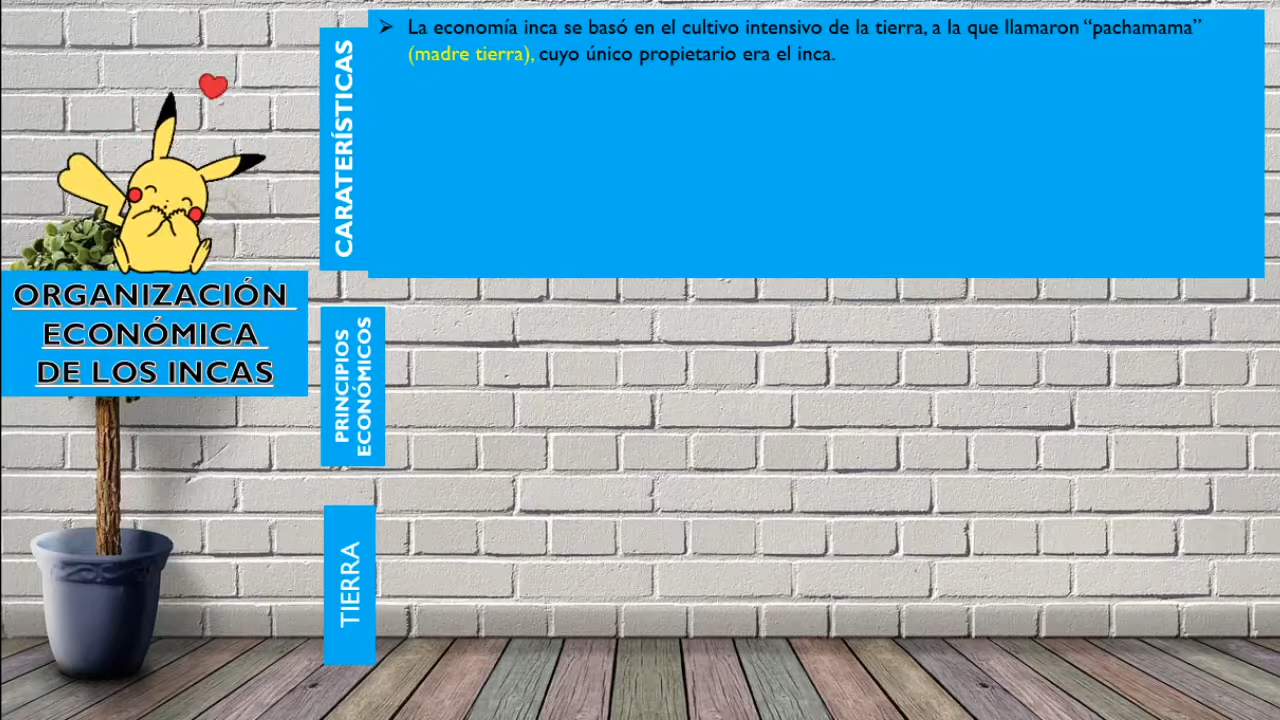 ORGANIZACIÓN
ECONÓMICA
DE LOS INCAS
CARATERÍSTICAS
➢ La economía inca se basó en el cultivo intensivo de la tierra, a la que llamaron “pachamama”
(madre tierra), cuyo único propietario era el inca.
PRINCIPIOS
ECONÓMICOS
TIERRA